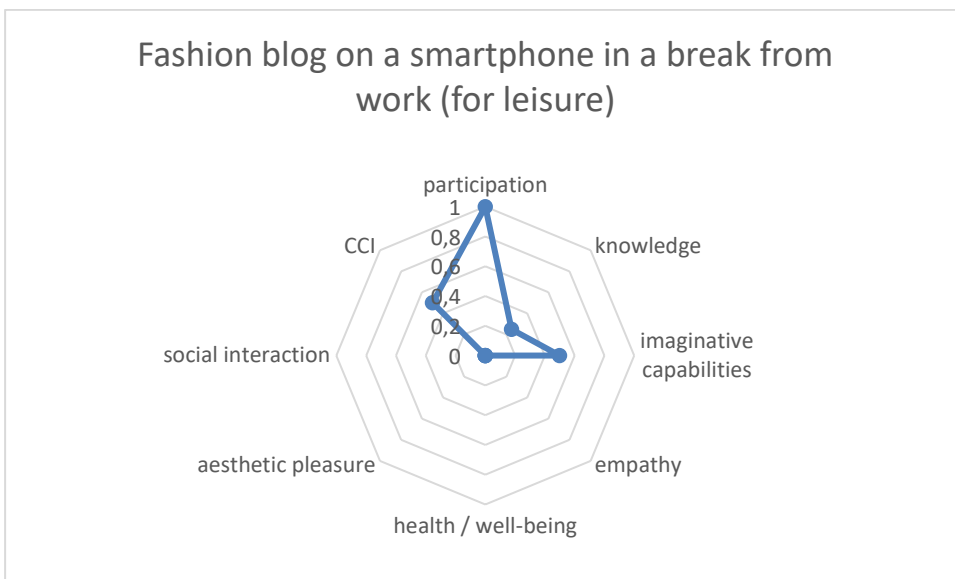 Fashion blog on a smartphone in a break from
work (for leisure)
participation
1
CCI
0,8
knowledge
0,6
0,4
0,2
social interaction
0
imaginative
capabilities
aesthetic pleasure
empathy
health / well-being